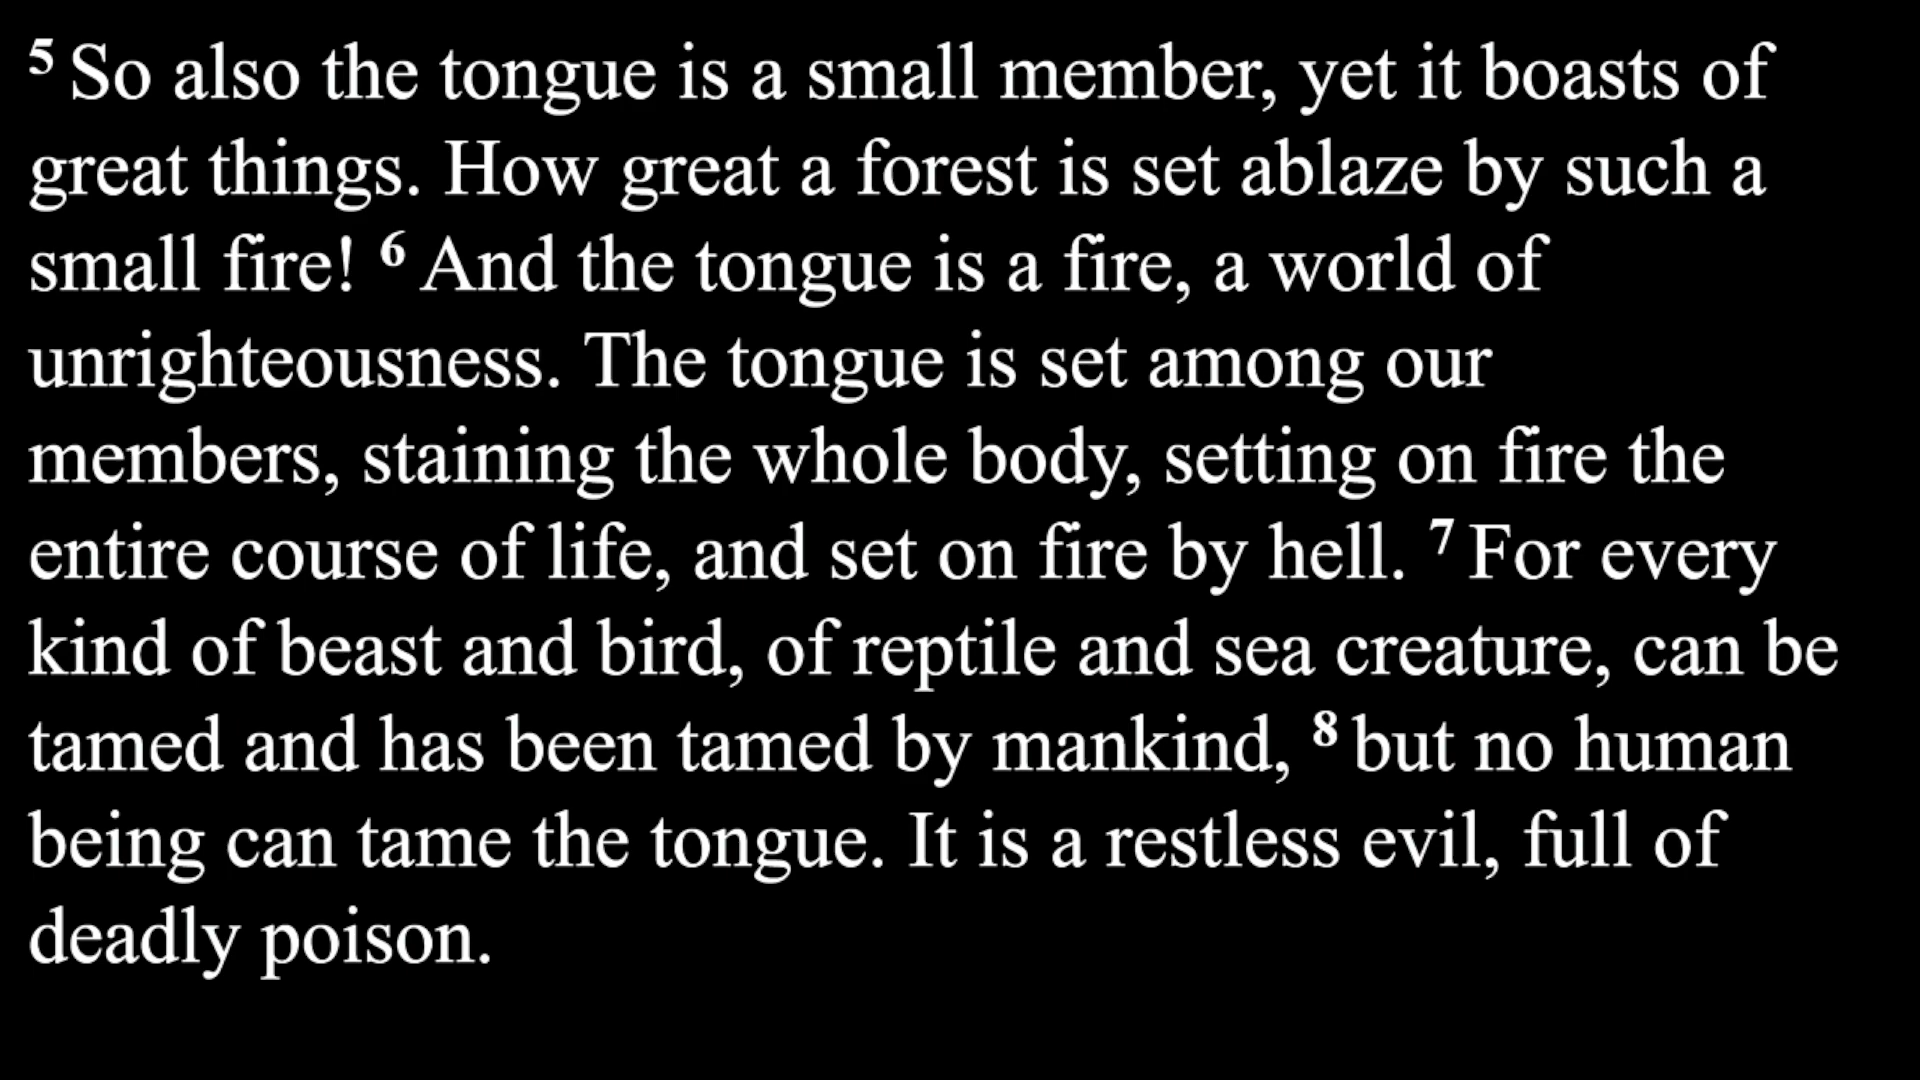 5 So also the tongue is a small member, yet it boasts of
great things. How great a forest is set ablaze by such a
small fire! 6 And the tongue is a fire, a world of
unrighteousness. The tongue is set among our
members, staining the whole body, setting on fire the
entire course of life, and set on fire by hell. 7 For every
kind of beast and bird, of reptile and sea creature, can be
tamed and has been tamed by mankind, 8 but no human
being can tame the tongue. It is a restless evil, full of
deadly poison.